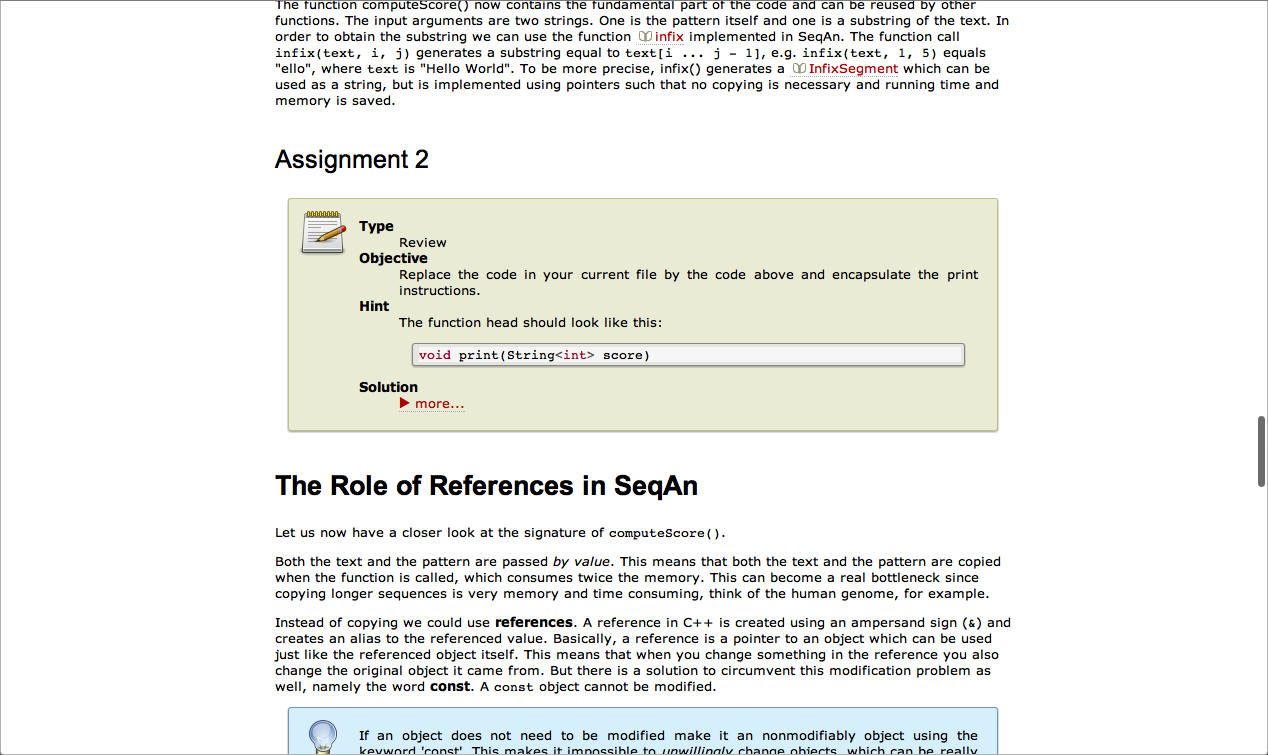 The function computeScore() now contains the fundamental part of the code and can be reused by other
functions. The input arguments are two strings. One is the pattern itself and one is a substring of the text. In
order to obtain the substring we can use the function infix implemented in SeqAn. The function call
infix(text, i, j) generates a substring equal to text[i ... j - 1], e.g. infix(text, 1, 5) equals
"ello", where text is "Hello World". To be more precise, infix() generates a InfixSegment which can be
used as a string, but is implemented using pointers such that no copying is necessary and running time and
memory is saved.
Assignment 2
Type
Review
Objective
Replace the code in your current file by the code above and encapsulate the print
instructions.
Hint
The function head should look like this:
void print(String<int> score)
Solution
more...
The Role of References in SeqAn
Let us now have a closer look at the signature of computeScore().
Both the text and the pattern are passed by value. This means that both the text and the pattern are copied
when the function is called, which consumes twice the memory. This can become a real bottleneck since
copying longer sequences is very memory and time consuming, think of the human genome, for example.
Instead of copying we could use references. A reference in C++ is created using an ampersand sign (&) and
creates an alias to the referenced value. Basically, a reference is a pointer to an object which can be used
just like the referenced object itself. This means that when you change something in the reference you also
change the original object it came from. But there is a solution to circumvent this modification problem as
well, namely the word const. A const object cannot be modified.
If an object does not need to be modified make it an nonmodifiably object using the
keyword 'const'. This makes it impossible to unwillingly change objects, which can be really